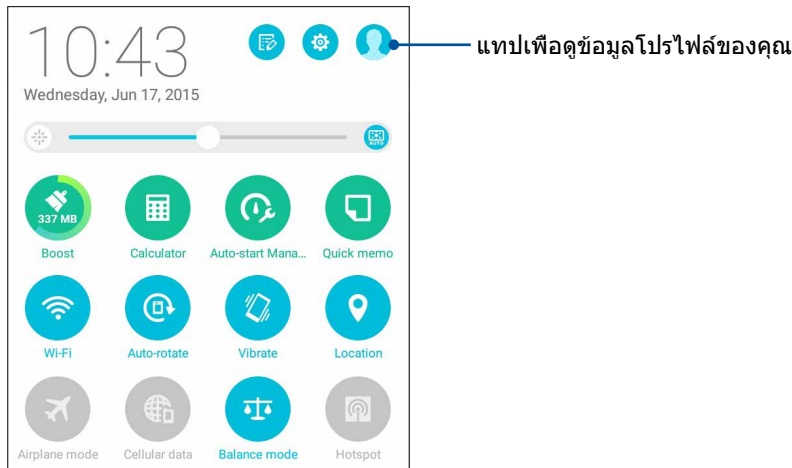 10:43
แทปเพื่อดูข้อมูลโปรไฟล์ของคุณ
Wednesday, Jun 17, 2015
AUTO
337 MB
Boost
Calculator
Auto-start Mana...
Quick memo
Wi-Fi
Auto-rotate
Vibrate
Location
Airplane mode
Cellular data
Balance mode
Hotspot